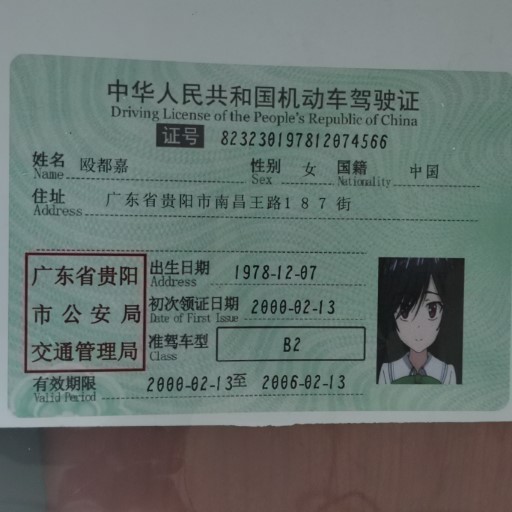 中华人民共和国机动车驾驶证
Driving License of the People's Republic of China
证号 823230197812074566
姓名 殴都嘉 性别 女 国籍 中国
Name Sex Nationality
住址 广东省贵阳市南昌王路187街
Address
广东省贵阳
市公安局
交通管理局
出生日期 1978-12-07
Address
初次领证日期 2000-02-13
Date of First Issue
准驾车型 B2
Class
有效期限 2000-02-13至 2006-02-13
Valid Period